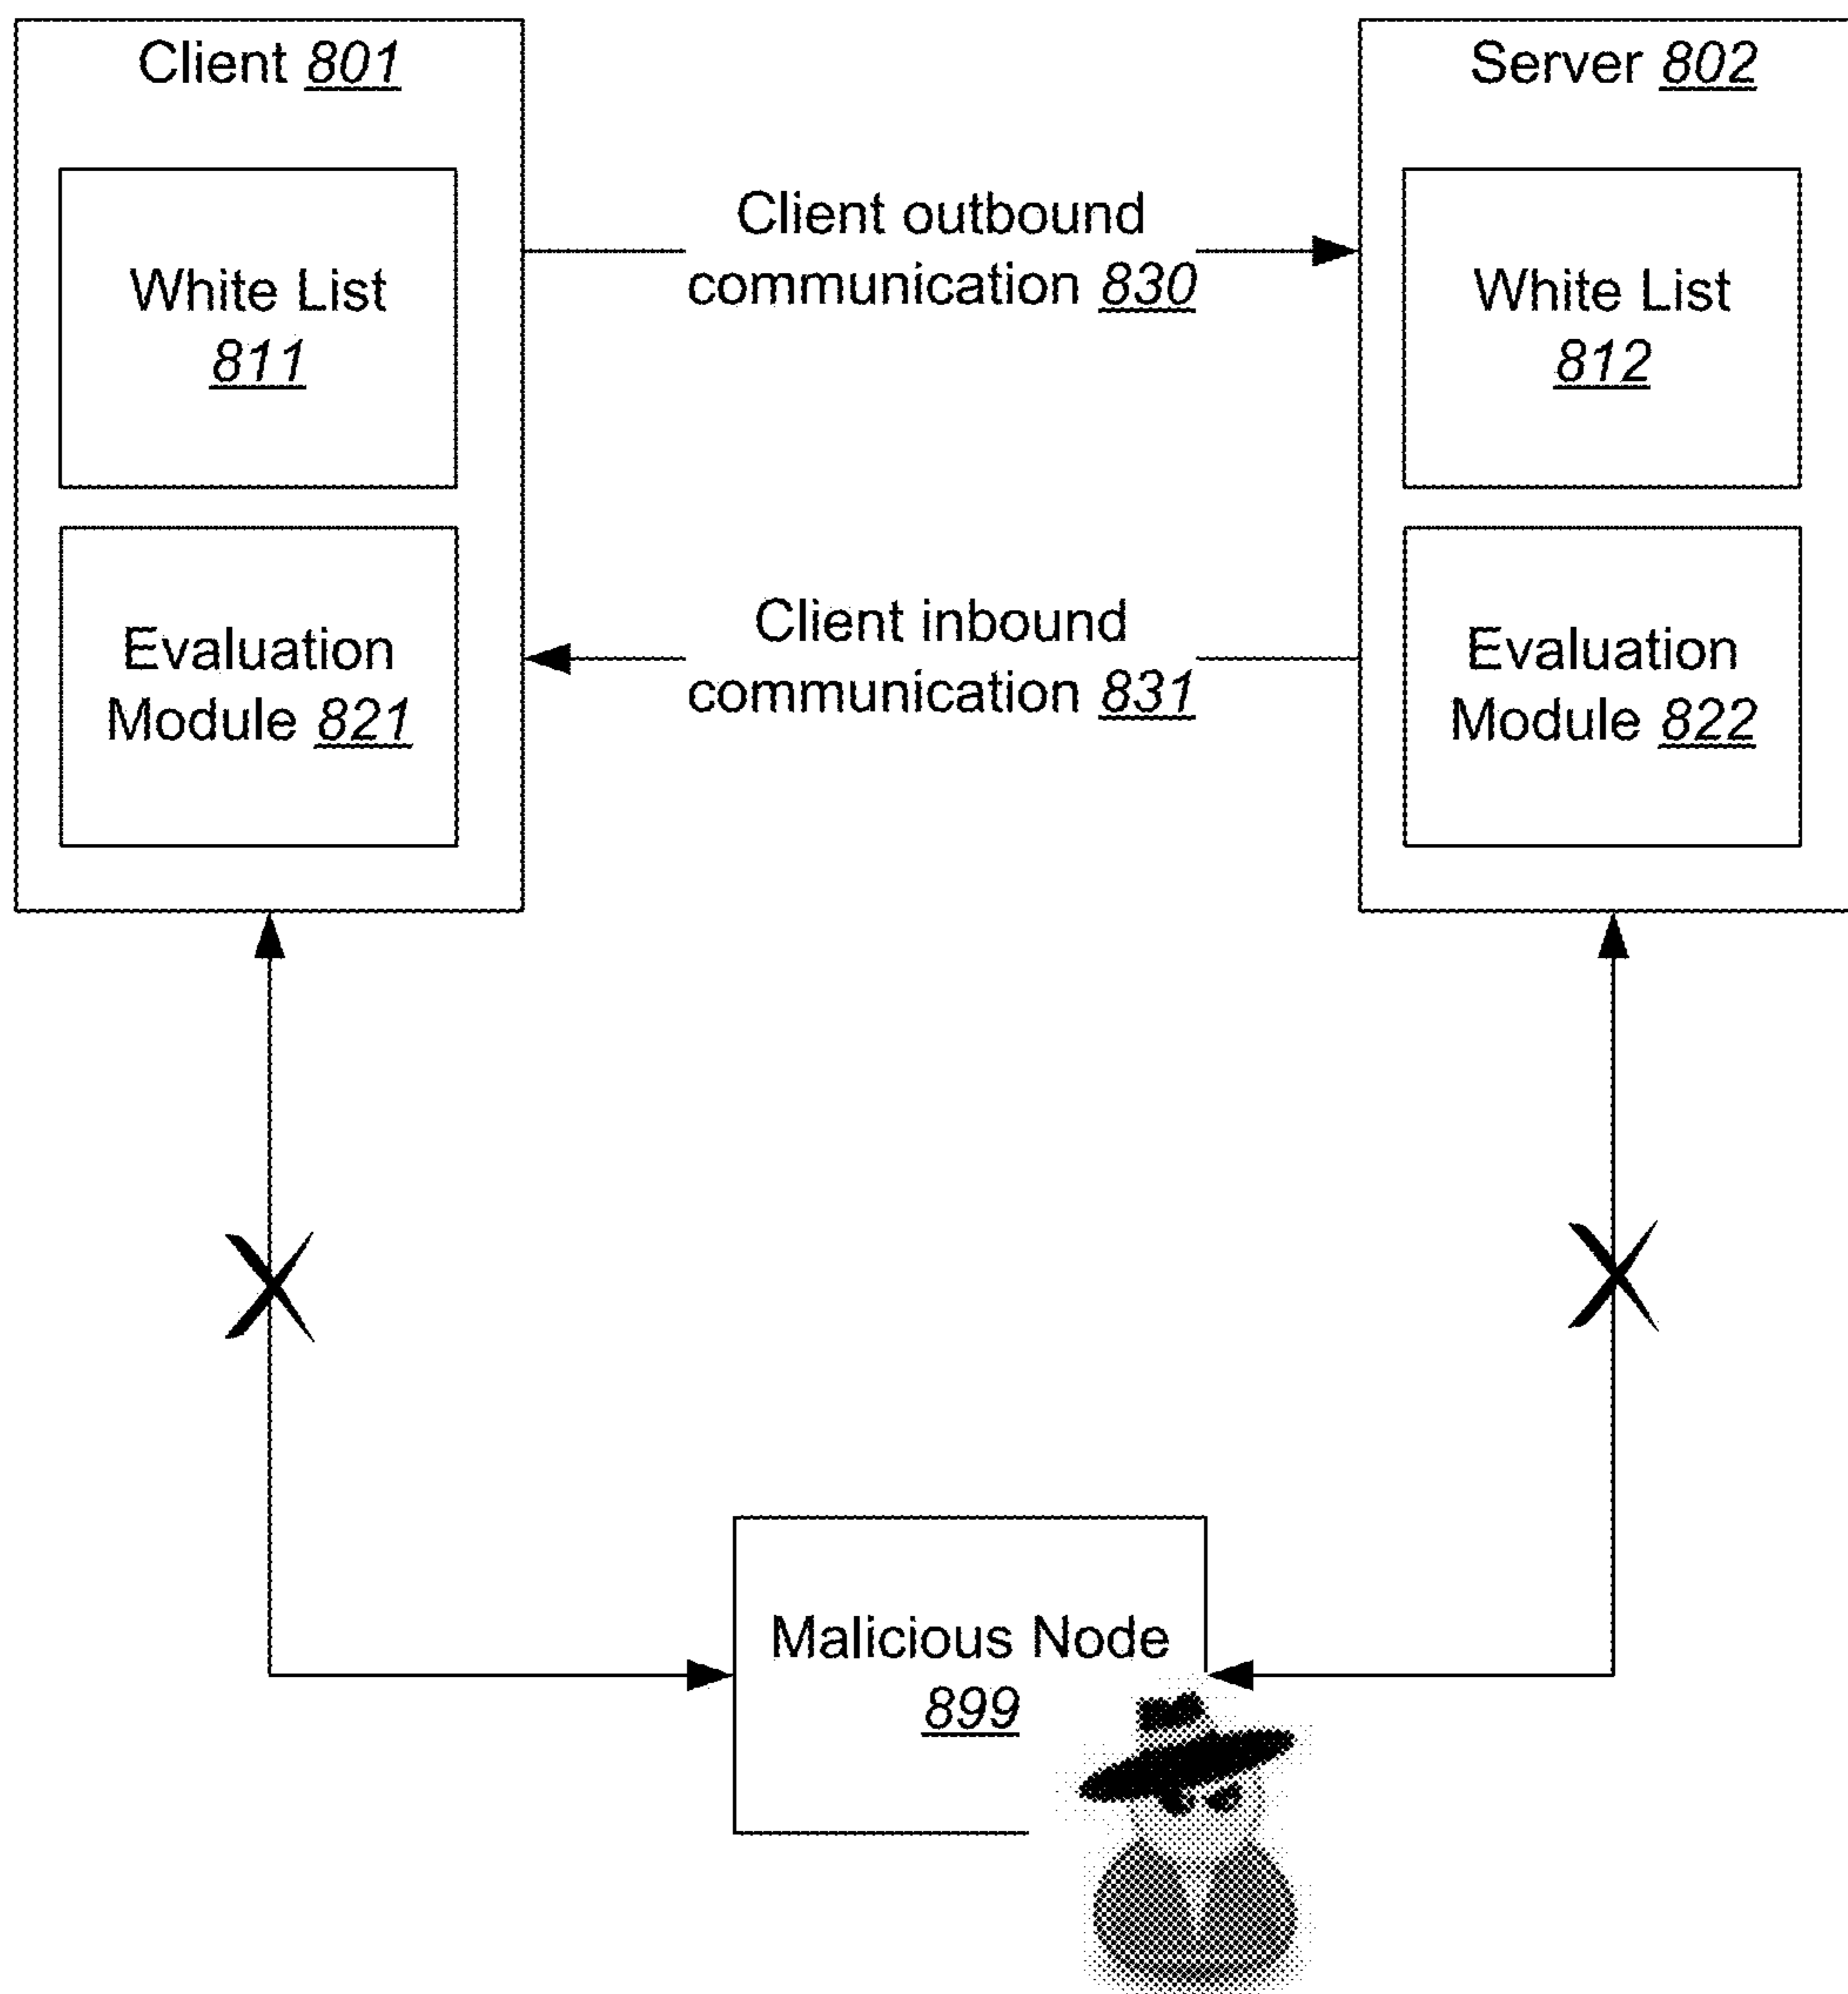 Client 801
White List
811
Evaluation
Module 821
Client outbound
communication 830
Client inbound
communication 831
Server 802
White List
812
Evaluation
Module 822
Malicious Node
899